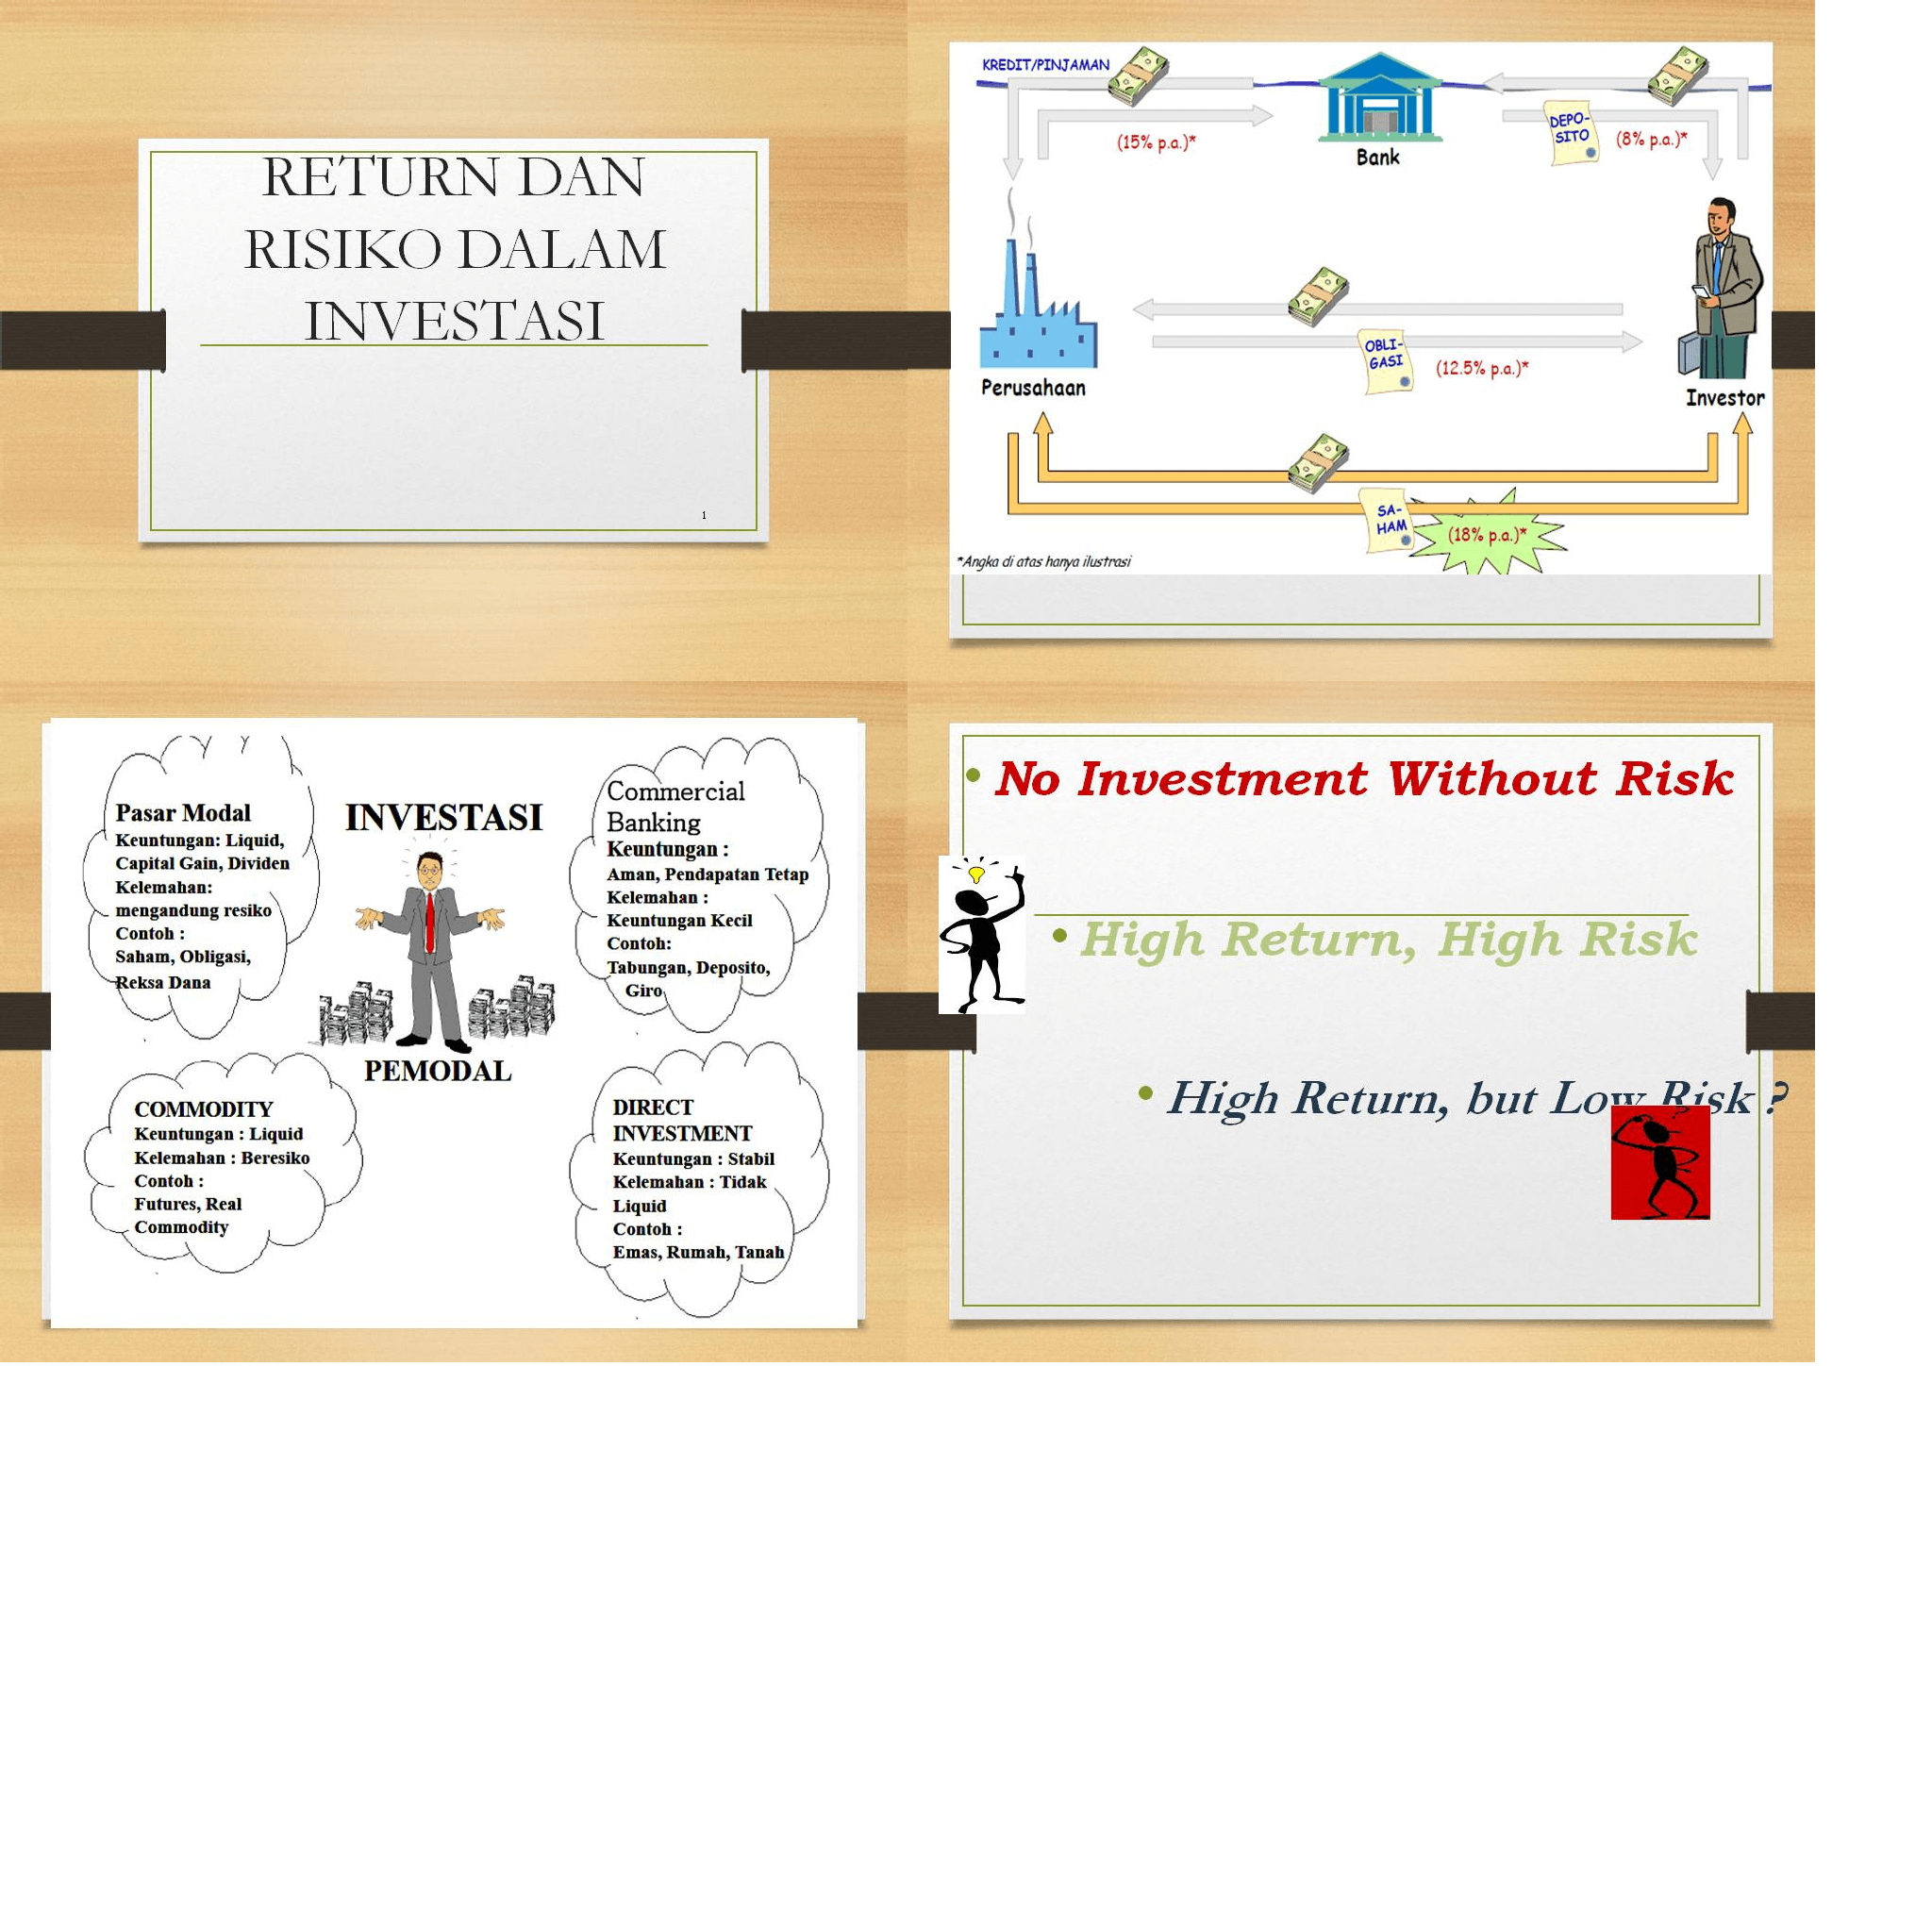 RETURN DAN
RISIKO DALAM
INVESTASI
1
KREDIT/PINJAMAN
(15% p.a.)*
Bank
DEPO-
SITO
(8% p.a.)*
OBLI-
GASI
(12.5% p.a.)*
Perusahaan
Investor
SA-
HAM
(18% p.a.)*
*Angka di atas hanya ilustrasi
Pasar Modal
Keuntungan: Liquid,
Capital Gain, Dividen
Kelemahan:
mengandung resiko
Contoh :
Saham, Obligasi,
Reksa Dana
INVESTASI
PEMODAL
Commercial
Banking
Keuntungan :
Aman, Pendapatan Tetap
Kelemahan :
Keuntungan Kecil
Contoh:
Tabungan, Deposito,
Giro
COMMODITY
Keuntungan : Liquid
Kelemahan : Beresiko
Contoh :
Futures, Real
Commodity
DIRECT
INVESTMENT
Keuntungan : Stabil
Kelemahan : Tidak
Liquid
Contoh :
Emas, Rumah, Tanah
• No Investment Without Risk
• High Return, High Risk
• High Return, but Low Risk ?